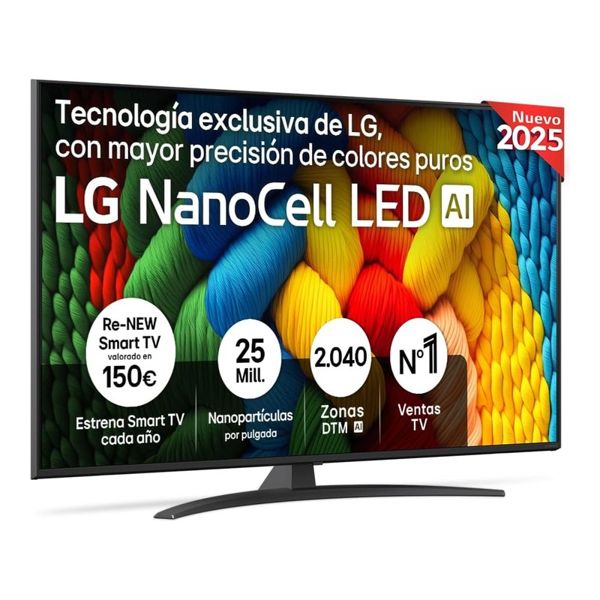 Nuevo
2025
Tecnología exclusiva de LG,
con mayor precisión de colores puros
LG NanoCell LED AI
Re-NEW
Smart TV
valorado en
150€
Estrena Smart TV
cada año
25
Mill.
Nanopartículas
por pulgada
2.040
Zonas
DTM AI
Nº1
Ventas
TV